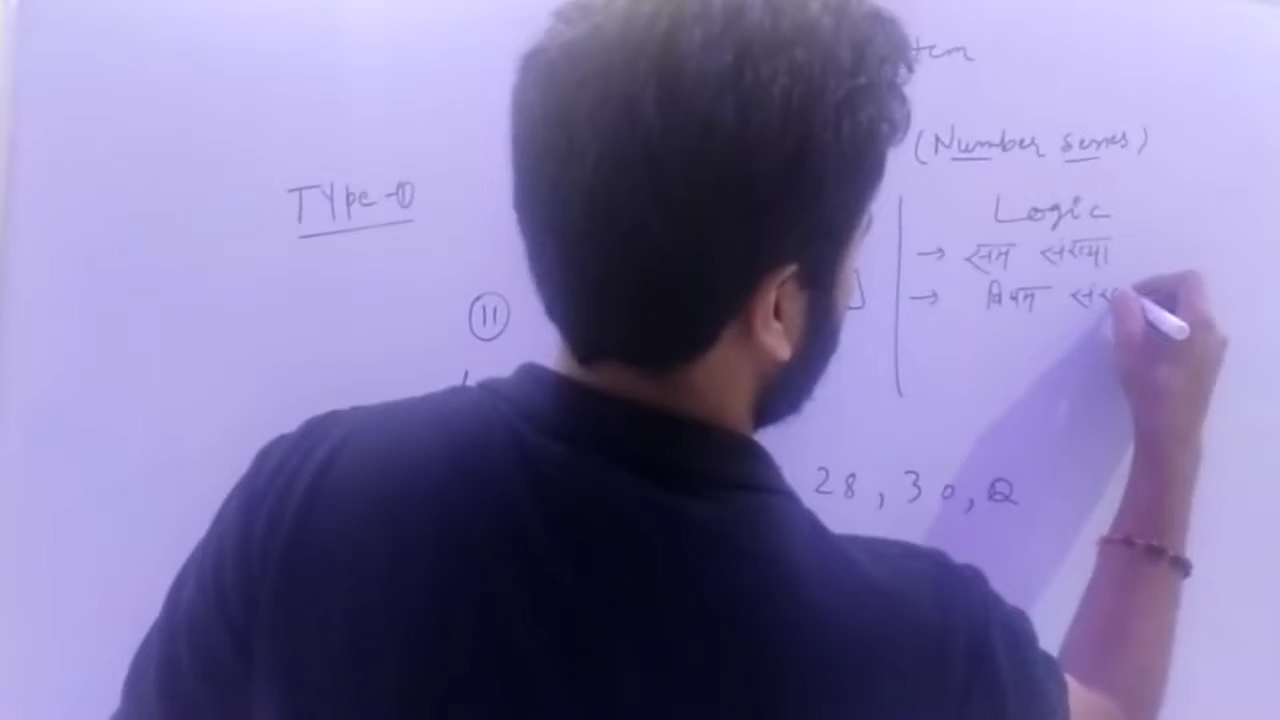 (Number series)
Type-①
Logic
→ सम संख्या
→ विषम
11
28, 30, Q